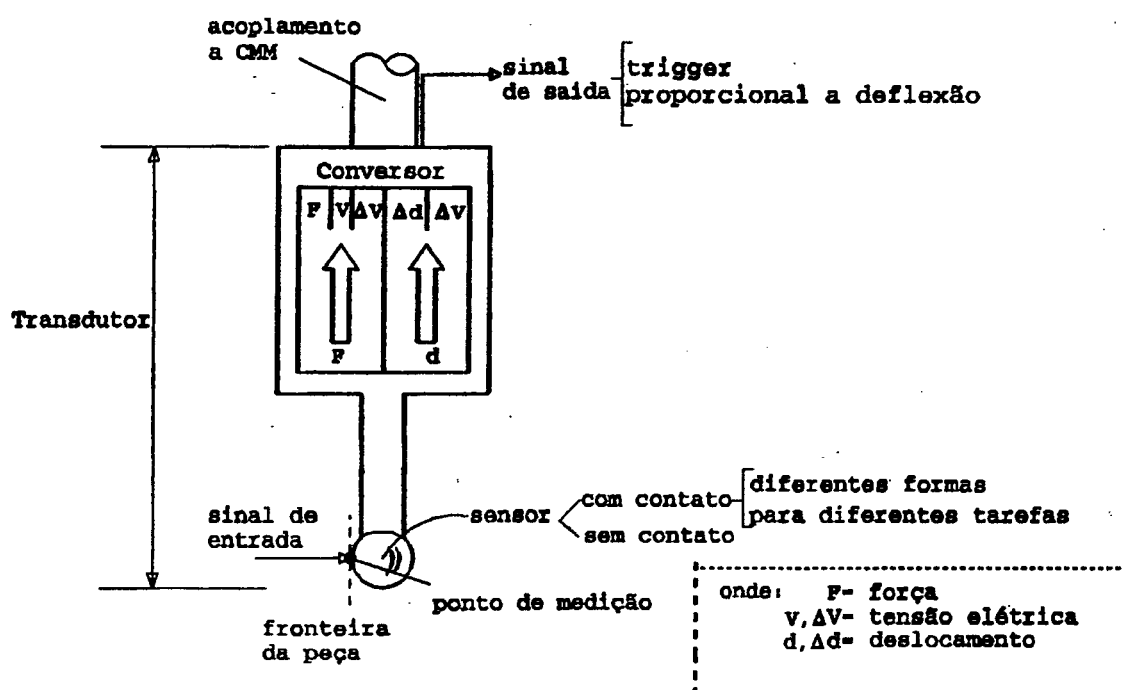 acoplamento
a CMM
sinal
de saida
trigger
proporcional a deflexão
Conversor
F V ΔV Δd ΔV
F d
Transdutor
sinal de
entrada
sensor
com contato
sem contato
diferentes formas
para diferentes tarefas
ponto de medição
fronteira
da peça
onde: F= força
V,ΔV= tensão elétrica
d,Δd= deslocamento